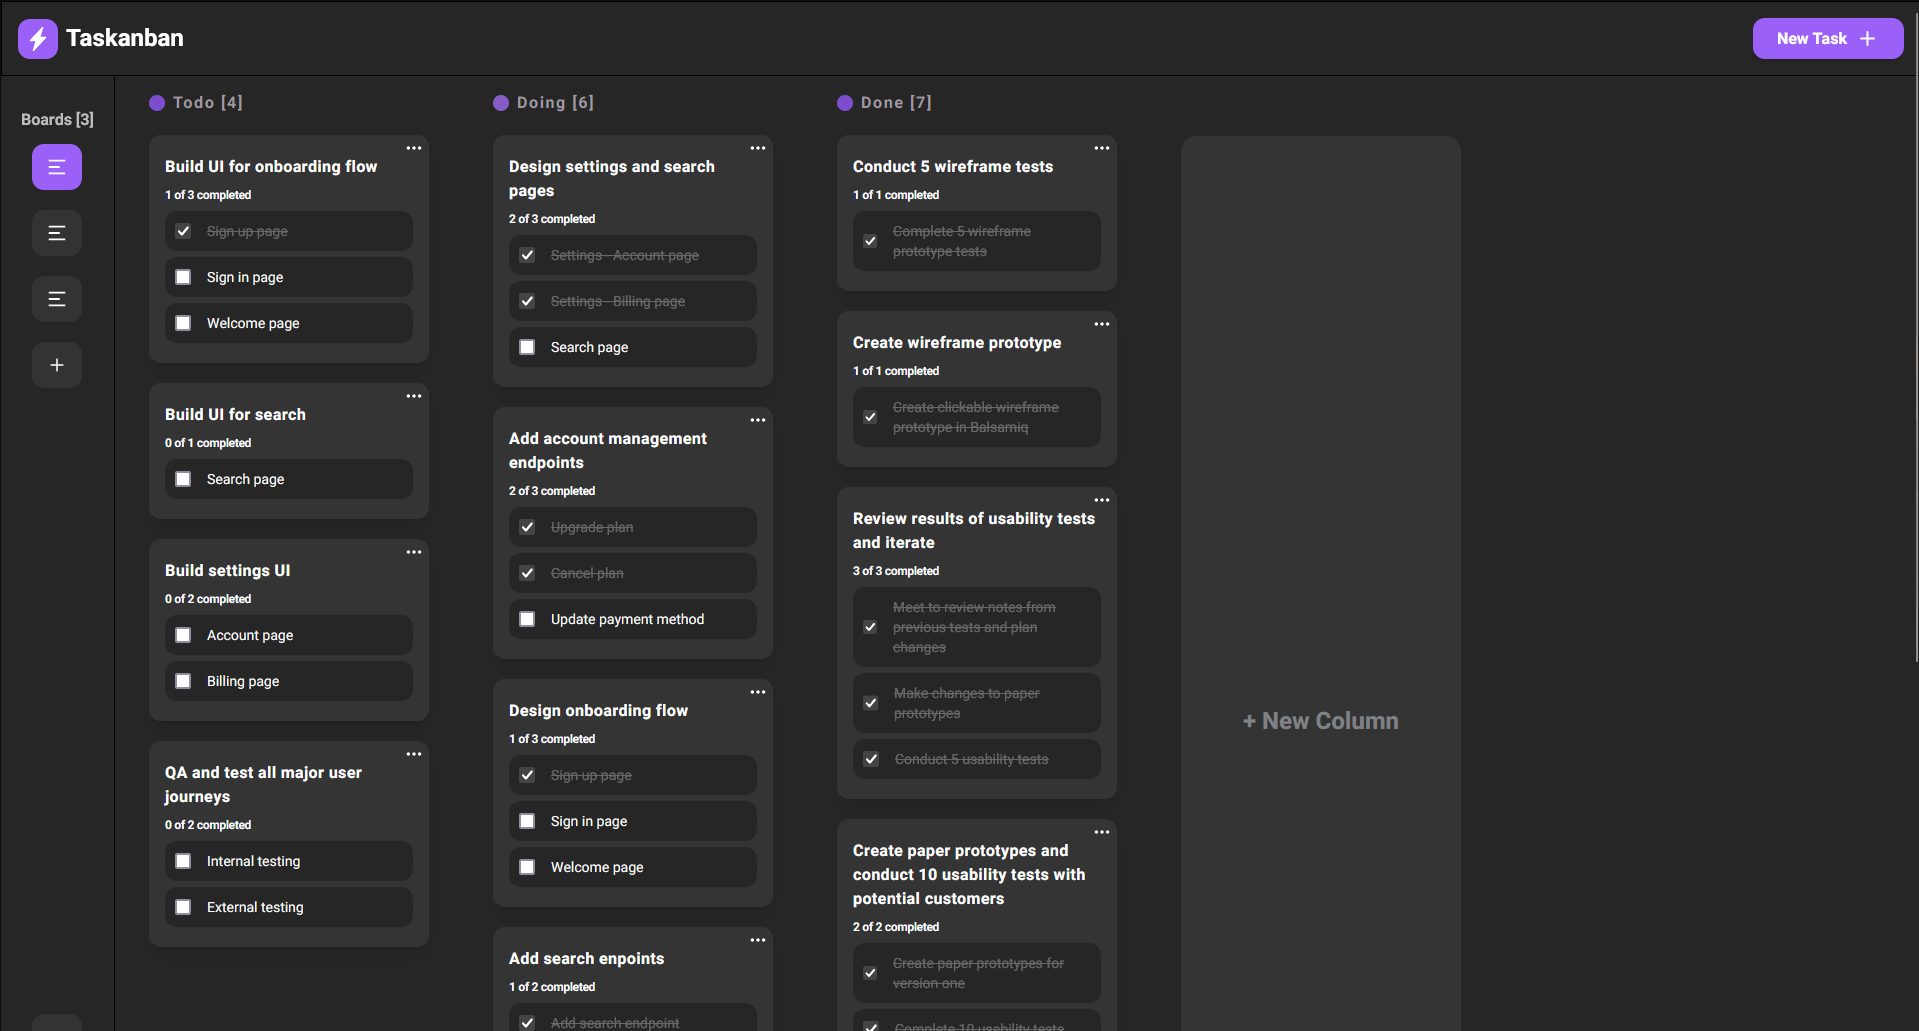 Taskanban
New Task
Boards [3]
Todo [4]
Build UI for onboarding flow
1 of 3 completed
Sign up page
Sign in page
Welcome page
Build UI for search
0 of 1 completed
Search page
Build settings UI
0 of 2 completed
Account page
Billing page
QA and test all major user
journeys
0 of 2 completed
Internal testing
External testing
Doing [6]
Design settings and search
pages
2 of 3 completed
Settings - Account page
Settings - Billing page
Search page
Add account management
endpoints
2 of 3 completed
Upgrade plan
Cancel plan
Update payment method
Design onboarding flow
1 of 3 completed
Sign up page
Sign in page
Welcome page
Add search enpoints
1 of 2 completed
Add search endpoint
Done [7]
Conduct 5 wireframe tests
1 of 1 completed
Complete 5 wireframe
prototype tests
Create wireframe prototype
1 of 1 completed
Create clickable wireframe
prototype in Balsamiq
Review results of usability tests
and iterate
3 of 3 completed
Meet to review notes from
previous tests and plan
changes
Make changes to paper
prototypes
Conduct 5 usability tests
Create paper prototypes and
conduct 10 usability tests with
potential customers
2 of 2 completed
Create paper prototypes for
version one
Complete 10 usability tests
+ New Column